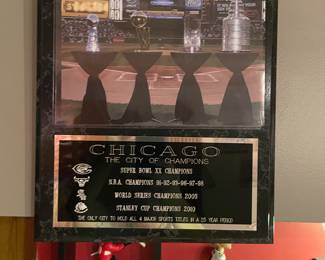 CHICAGO
THE CITY OF CHAMPIONS
SUPER BOWL XX CHAMPIONS
N.B.A. CHAMPIONS 91-92-93-96-97-98
WORLD SERIES CHAMPIONS 2005
STANLEY CUP CHAMPIONS 2010
THE ONLY CITY TO HOLD ALL 4 MAJOR SPORTS TITLES IN A 25 YEAR PERIOD